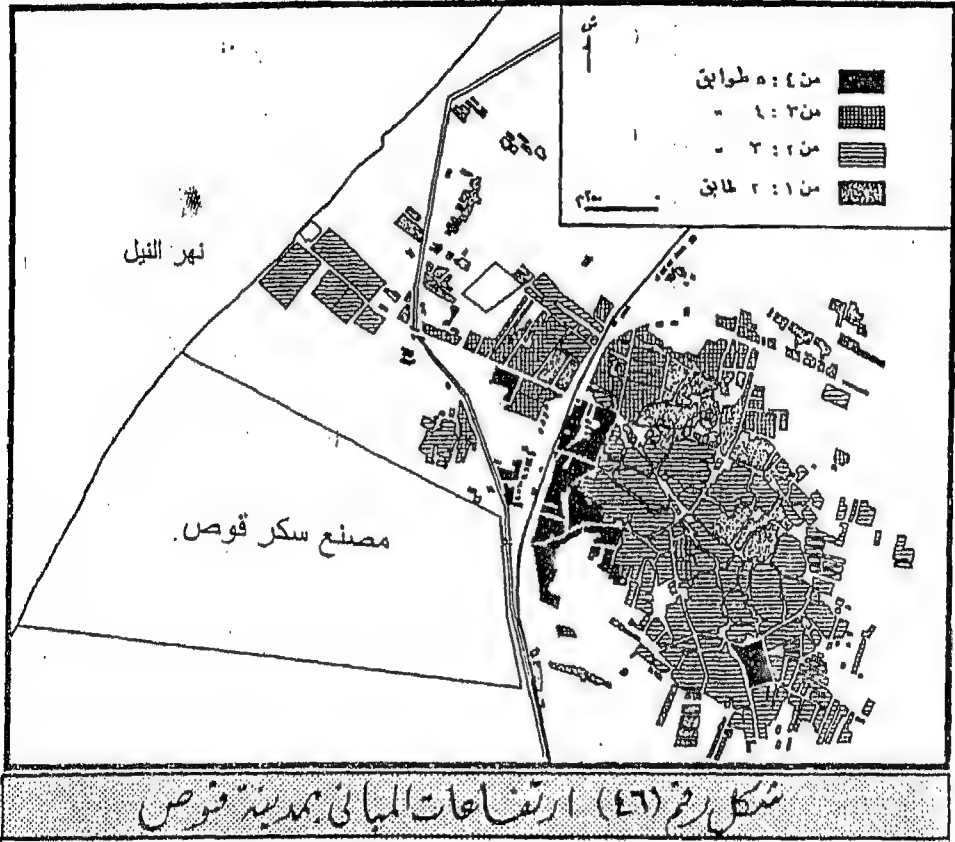 ش
من ٤ : ٥ طوابق
من ٣ : ٤ "
من ٢ : ٣ "
من ١ : ٢ طابق
نهر النيل
مصنع سكر قوص
شكل رقم (٤٦) ارتفاعات المبانى بمدينة قوص